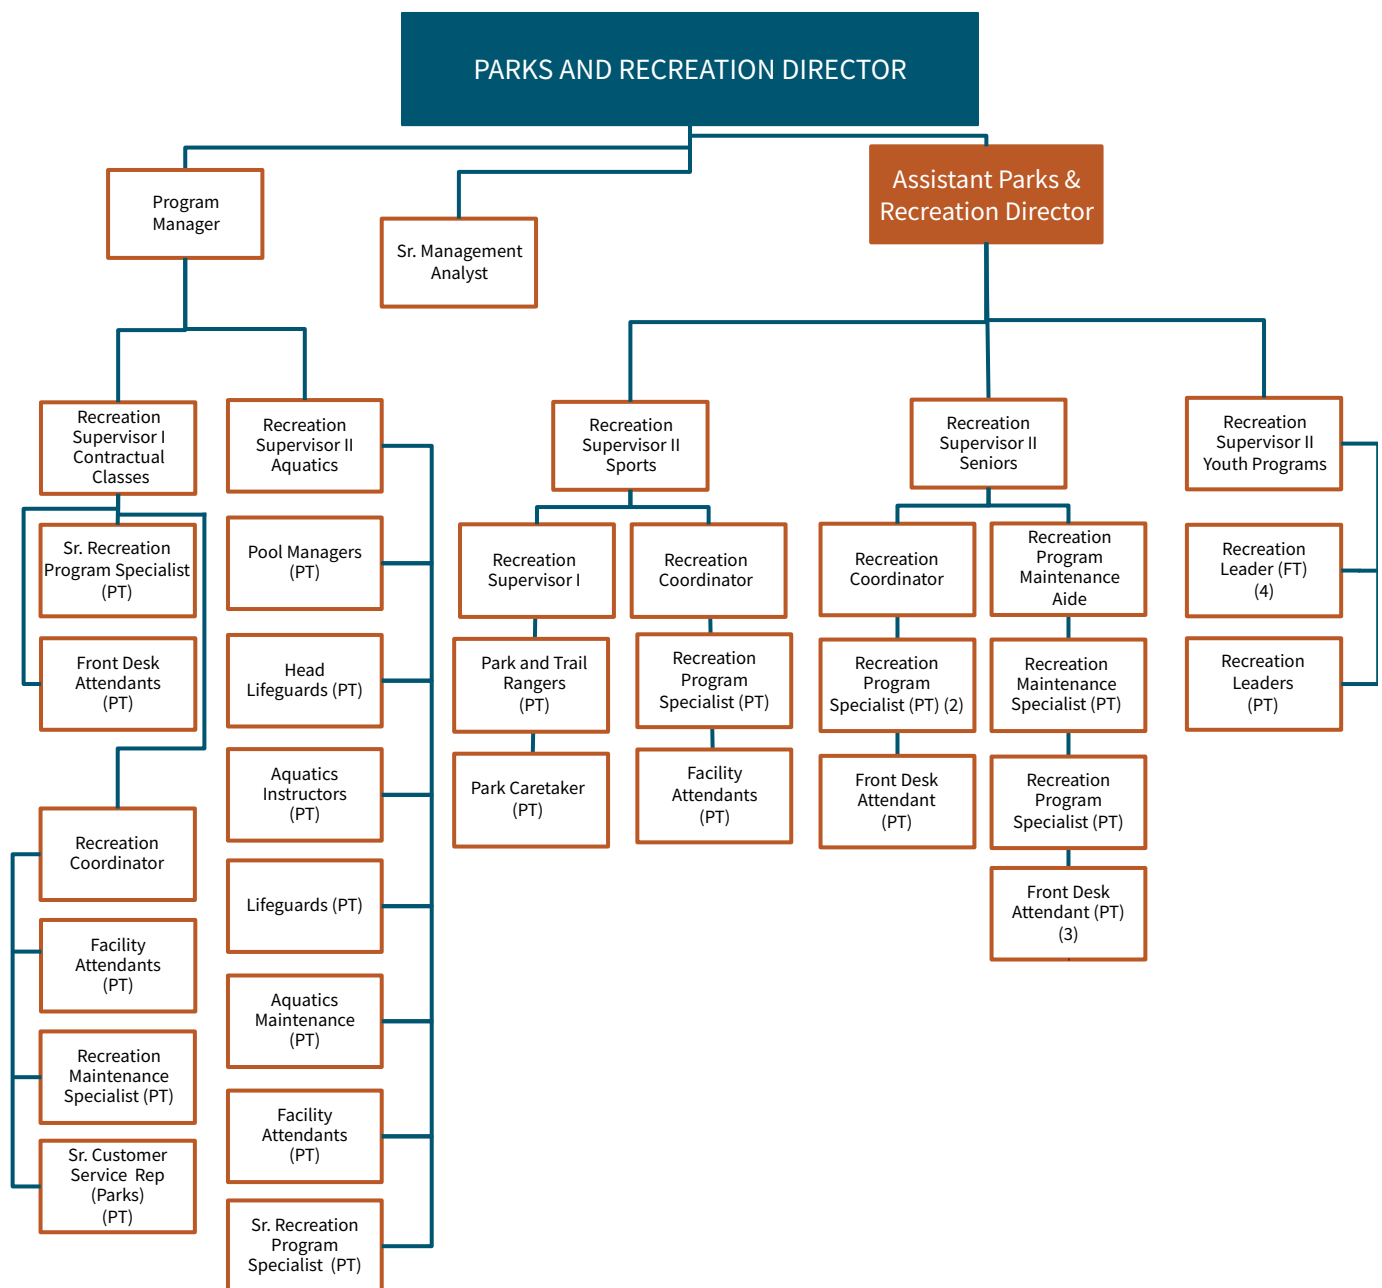 PARKS AND RECREATION DIRECTOR
Program
Manager
Sr. Management
Analyst
Assistant Parks &
Recreation Director
Recreation
Supervisor I
Contractual
Classes
Sr. Recreation
Program Specialist
(PT)
Front Desk
Attendants
(PT)
Recreation
Coordinator
Facility
Attendants
(PT)
Recreation
Maintenance
Specialist (PT)
Sr. Customer
Service Rep
(Parks)
(PT)
Recreation
Supervisor II
Aquatics
Pool Managers
(PT)
Head
Lifeguards (PT)
Aquatics
Instructors
(PT)
Lifeguards (PT)
Aquatics
Maintenance
(PT)
Facility
Attendants
(PT)
Sr. Recreation
Program
Specialist (PT)
Recreation
Supervisor II
Sports
Recreation
Supervisor I
Park and Trail
Rangers
(PT)
Park Caretaker
(PT)
Recreation
Coordinator
Recreation
Program
Specialist (PT)
Facility
Attendants
(PT)
Recreation
Supervisor II
Seniors
Recreation
Coordinator
Recreation
Program
Specialist (PT) (2)
Front Desk
Attendant
(PT)
Recreation
Program
Maintenance
Aide
Recreation
Maintenance
Specialist (PT)
Recreation
Program
Specialist (PT)
Front Desk
Attendant (PT)
(3)
Recreation
Supervisor II
Youth Programs
Recreation
Leader (FT)
(4)
Recreation
Leaders
(PT)